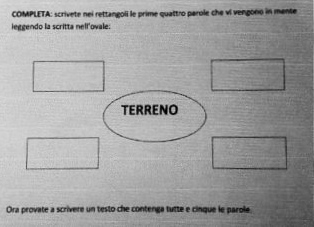 COMPLETA: scrivete nei rettangoli le prime quattro parole che vi vengono in mente
leggendo la scritta nell'ovale:
TERRENO
Ora provate a scrivere un testo che contenga tutte e cinque le parole.